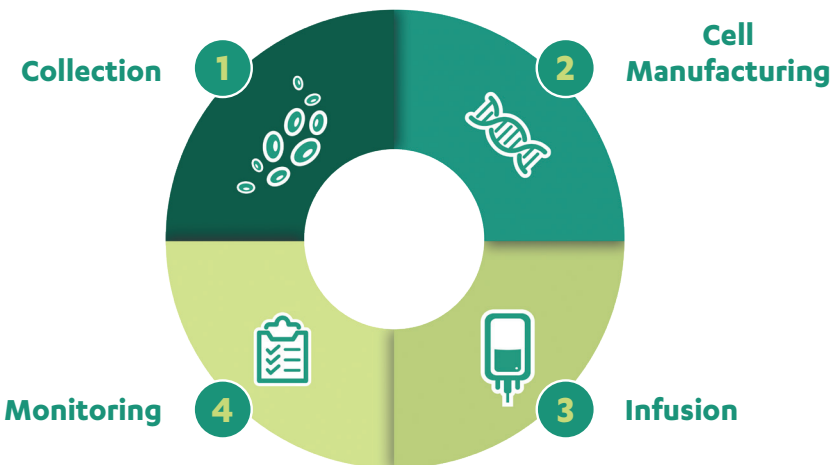 Collection
1
2
Cell
Manufacturing
Monitoring
4
3
Infusion